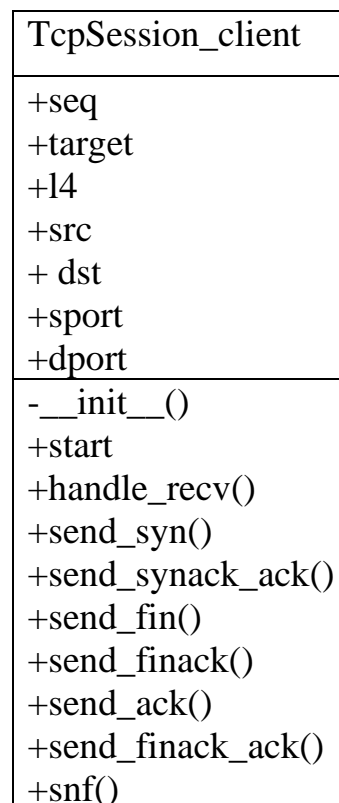 TcpSession_client
+seq
+target
+l4
+src
+ dst
+sport
+dport
-__init__()
+start
+handle_recv()
+send_syn()
+send_synack_ack()
+send_fin()
+send_finack()
+send_ack()
+send_finack_ack()
+snf()